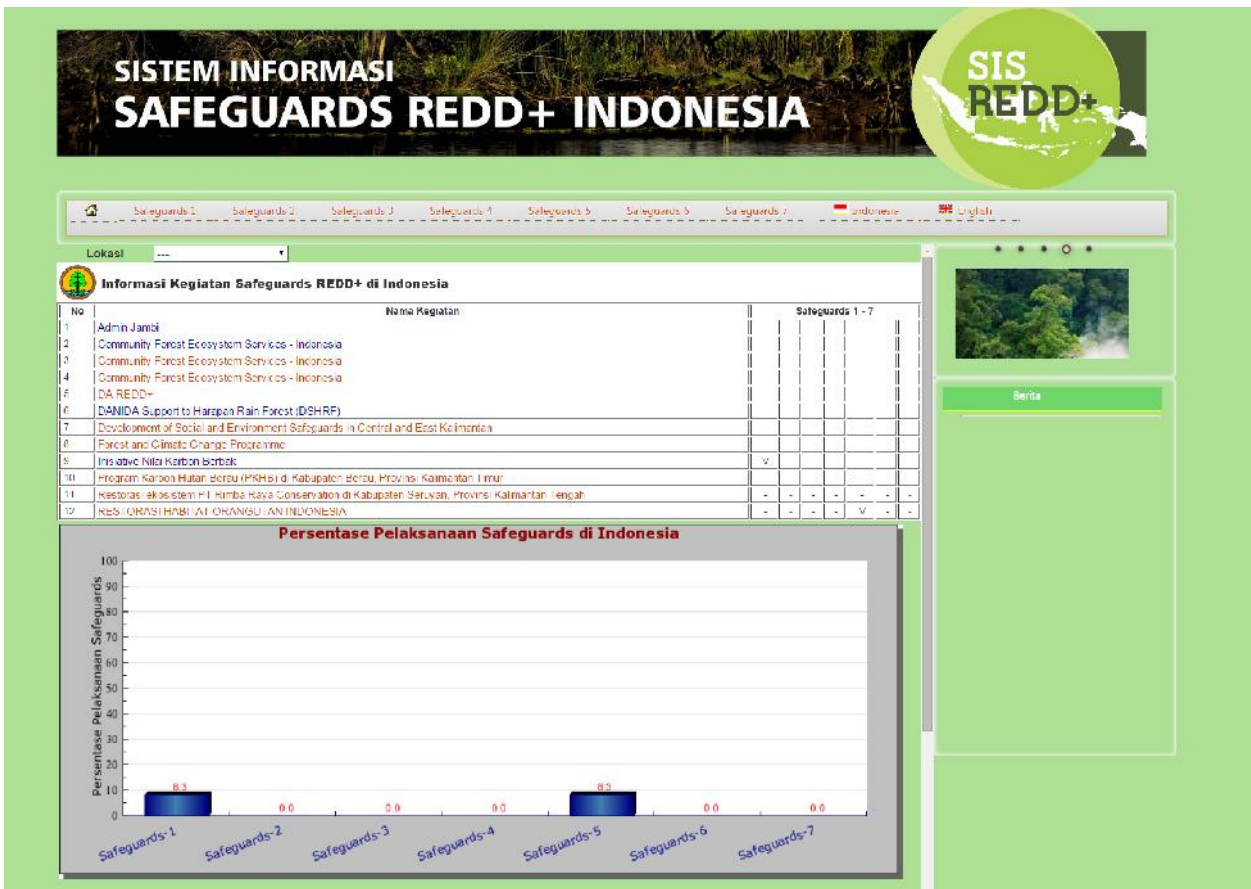 SISTEM INFORMASI
SAFEGUARDS REDD+ INDONESIA
SIS
REDD+
Safeguards 1 Safeguards 2 Safeguards 3 Safeguards 4 Safeguards 5 Safeguards 6 Safeguards 7 Indonesia English
Lokasi ---
Informasi Kegiatan Safeguards REDD+ di Indonesia
No Nama Kegiatan Safeguards 1 - 7
1 Admin Jambi
2 Community Forest Ecosystem Services - Indonesia
3 Community Forest Ecosystem Services - Indonesia
4 Community Forest Ecosystem Services - Indonesia
5 DA REDD+
6 DANIDA Support to Harapan Rain Forest (DSHRF)
7 Development of Social and Environment Safeguards in Central and East Kalimantan
8 Forest and Climate Change Programme
9 Inisiative Nilai Karbon Berbak V
10 Program Karbon Hutan Berau (PKHB) di Kabupaten Berau, Provinsi Kalimantan Timur
11 Restorasi ekosistem PT Rimba Raya Conservation di Kabupaten Seruyan, Provinsi Kalimantan Tengah - - - - - - -
12 RESTORASI HABITAT ORANGUTAN INDONESIA - - - - V - -
Berita
Persentase Pelaksanaan Safeguards di Indonesia
Persentase Pelaksanaan Safeguards
100
90
80
70
60
50
40
30
20
10
0
8.3 0.0 0.0 0.0 8.3 0.0 0.0
Safeguards-1 Safeguards-2 Safeguards-3 Safeguards-4 Safeguards-5 Safeguards-6 Safeguards-7